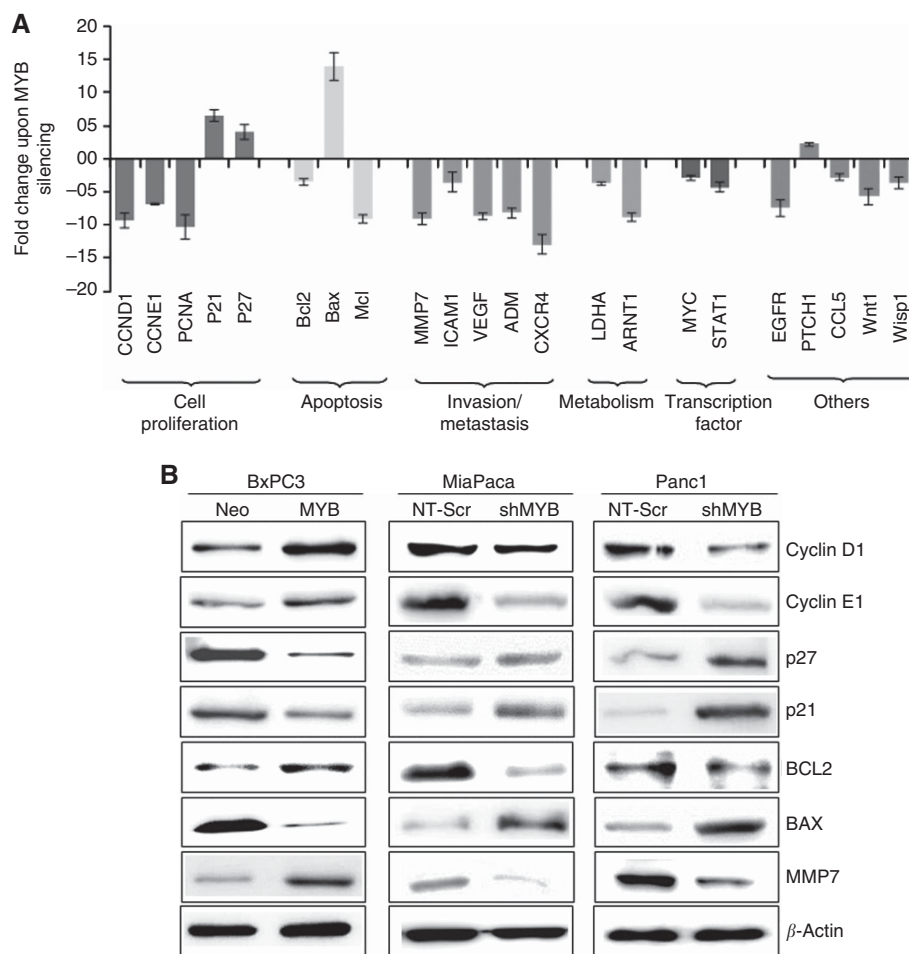 A
Fold change upon MYB
silencing
20
15
10
05
00
−05
−10
−15
−20
CCND1
CCNE1
PCNA
P21
P27
Bcl2
Bax
Mcl
MMP7
ICAM1
VEGF
ADM
CXCR4
LDHA
ARNT1
MYC
STAT1
EGFR
PTCH1
CCL5
Wnt1
Wisp1
Cell
proliferation
Apoptosis
Invasion/
metastasis
Metabolism
Transcription
factor
Others
B
BxPC3 MiaPaca Panc1
Neo MYB NT-Scr shMYB NT-Scr shMYB
Cyclin D1
Cyclin E1
p27
p21
BCL2
BAX
MMP7
β-Actin